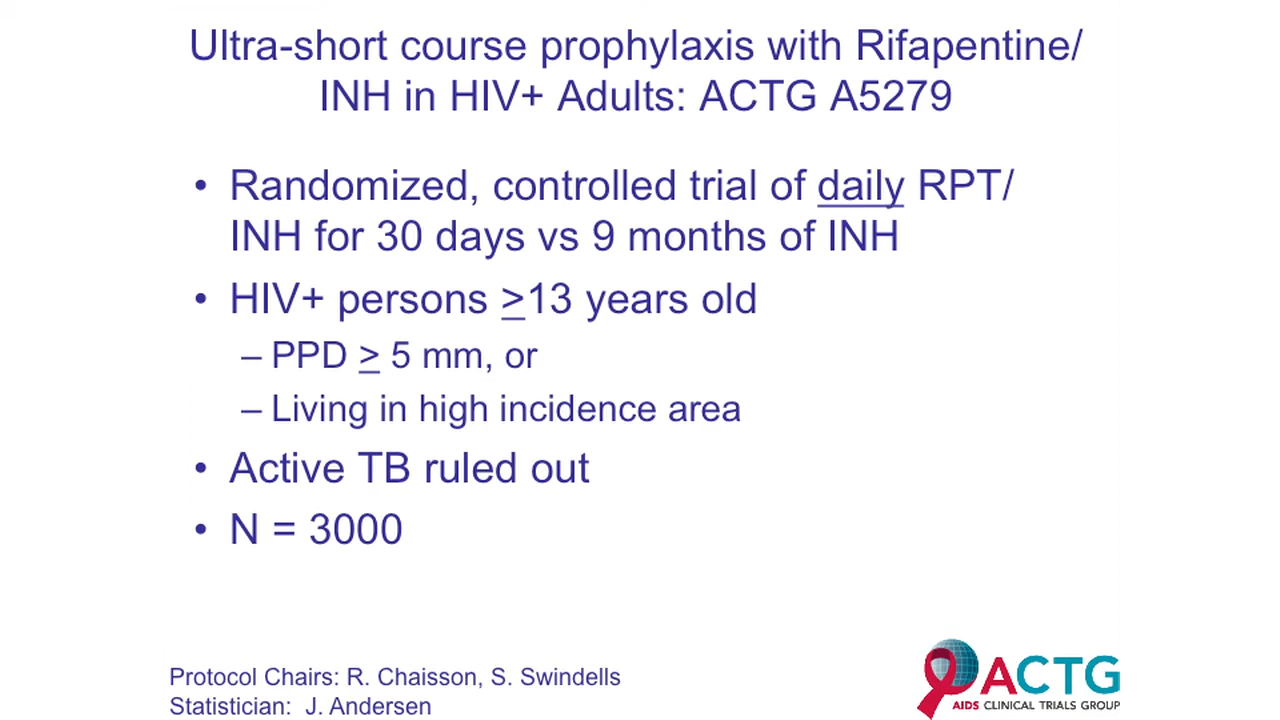 Ultra-short course prophylaxis with Rifapentine/
INH in HIV+ Adults: ACTG A5279
• Randomized, controlled trial of daily RPT/
INH for 30 days vs 9 months of INH
• HIV+ persons ≥13 years old
– PPD ≥ 5 mm, or
– Living in high incidence area
• Active TB ruled out
• N = 3000
Protocol Chairs: R. Chaisson, S. Swindells
Statistician: J. Andersen
ACTG
AIDS CLINICAL TRIALS GROUP